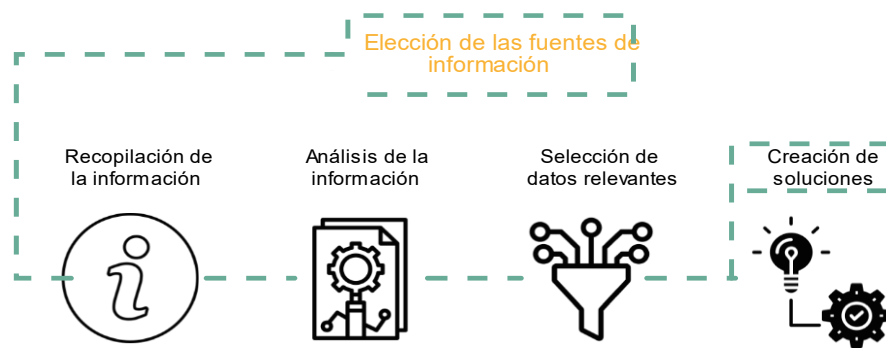 Elección de las fuentes de
información
Recopilación de
la información
Análisis de la
información
Selección de
datos relevantes
Creación de
soluciones